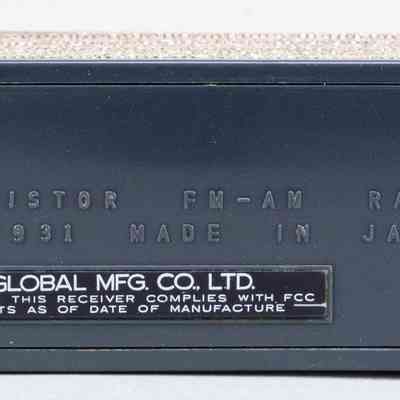 ISTOR FM-AM RA
931 MADE IN JA
GLOBAL MFG. CO., LTD.
THIS RECEIVER COMPLIES WITH FCC
TS AS OF DATE OF MANUFACTURE